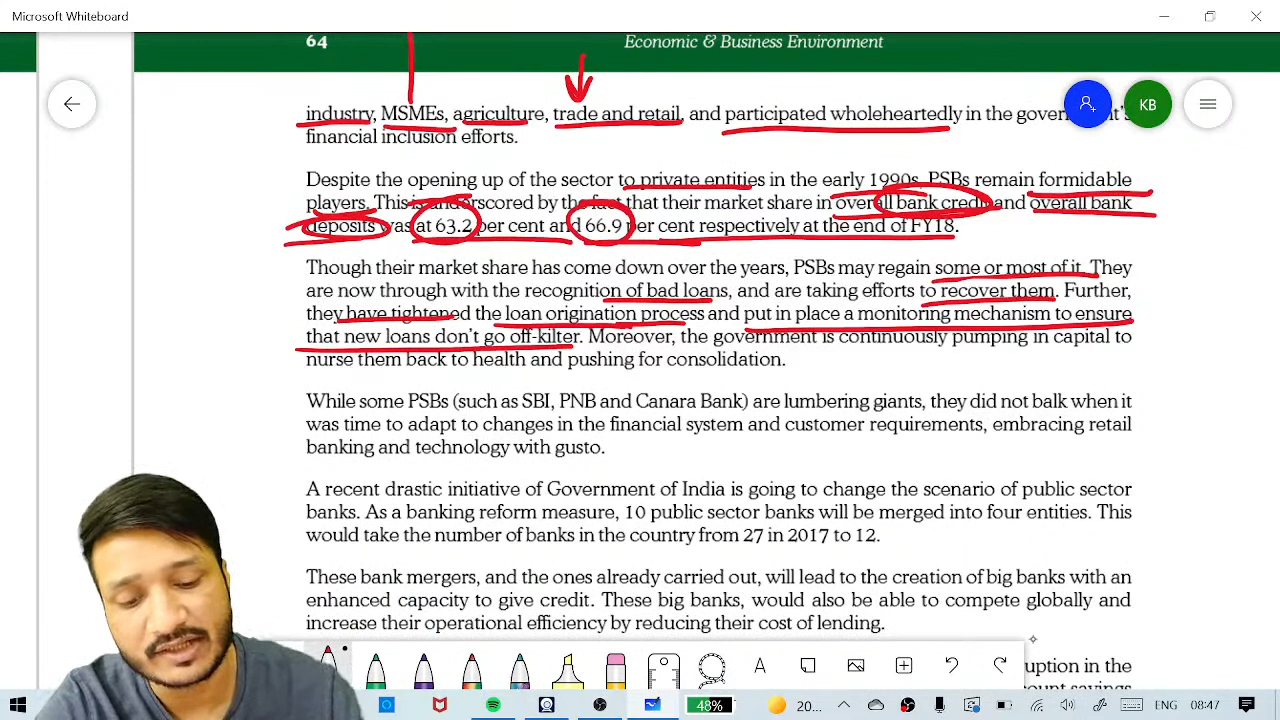 Microsoft Whiteboard
64 Economic & Business Environment
KB
industry, MSMEs, agriculture, trade and retail, and participated wholeheartedly in the government's
financial inclusion efforts.
Despite the opening up of the sector to private entities in the early 1990s, PSBs remain formidable
players. This is underscored by the fact that their market share in overall bank credit and overall bank
deposits was at 63.2 per cent and 66.9 per cent respectively at the end of FY18.
Though their market share has come down over the years, PSBs may regain some or most of it. They
are now through with the recognition of bad loans, and are taking efforts to recover them. Further,
they have tightened the loan origination process and put in place a monitoring mechanism to ensure
that new loans don't go off-kilter. Moreover, the government is continuously pumping in capital to
nurse them back to health and pushing for consolidation.
While some PSBs (such as SBI, PNB and Canara Bank) are lumbering giants, they did not balk when it
was time to adapt to changes in the financial system and customer requirements, embracing retail
banking and technology with gusto.
A recent drastic initiative of Government of India is going to change the scenario of public sector
banks. As a banking reform measure, 10 public sector banks will be merged into four entities. This
would take the number of banks in the country from 27 in 2017 to 12.
These bank mergers, and the ones already carried out, will lead to the creation of big banks with an
enhanced capacity to give credit. These big banks, would also be able to compete globally and
increase their operational efficiency by reducing their cost of lending.
in the
A
48% ENG 08:47